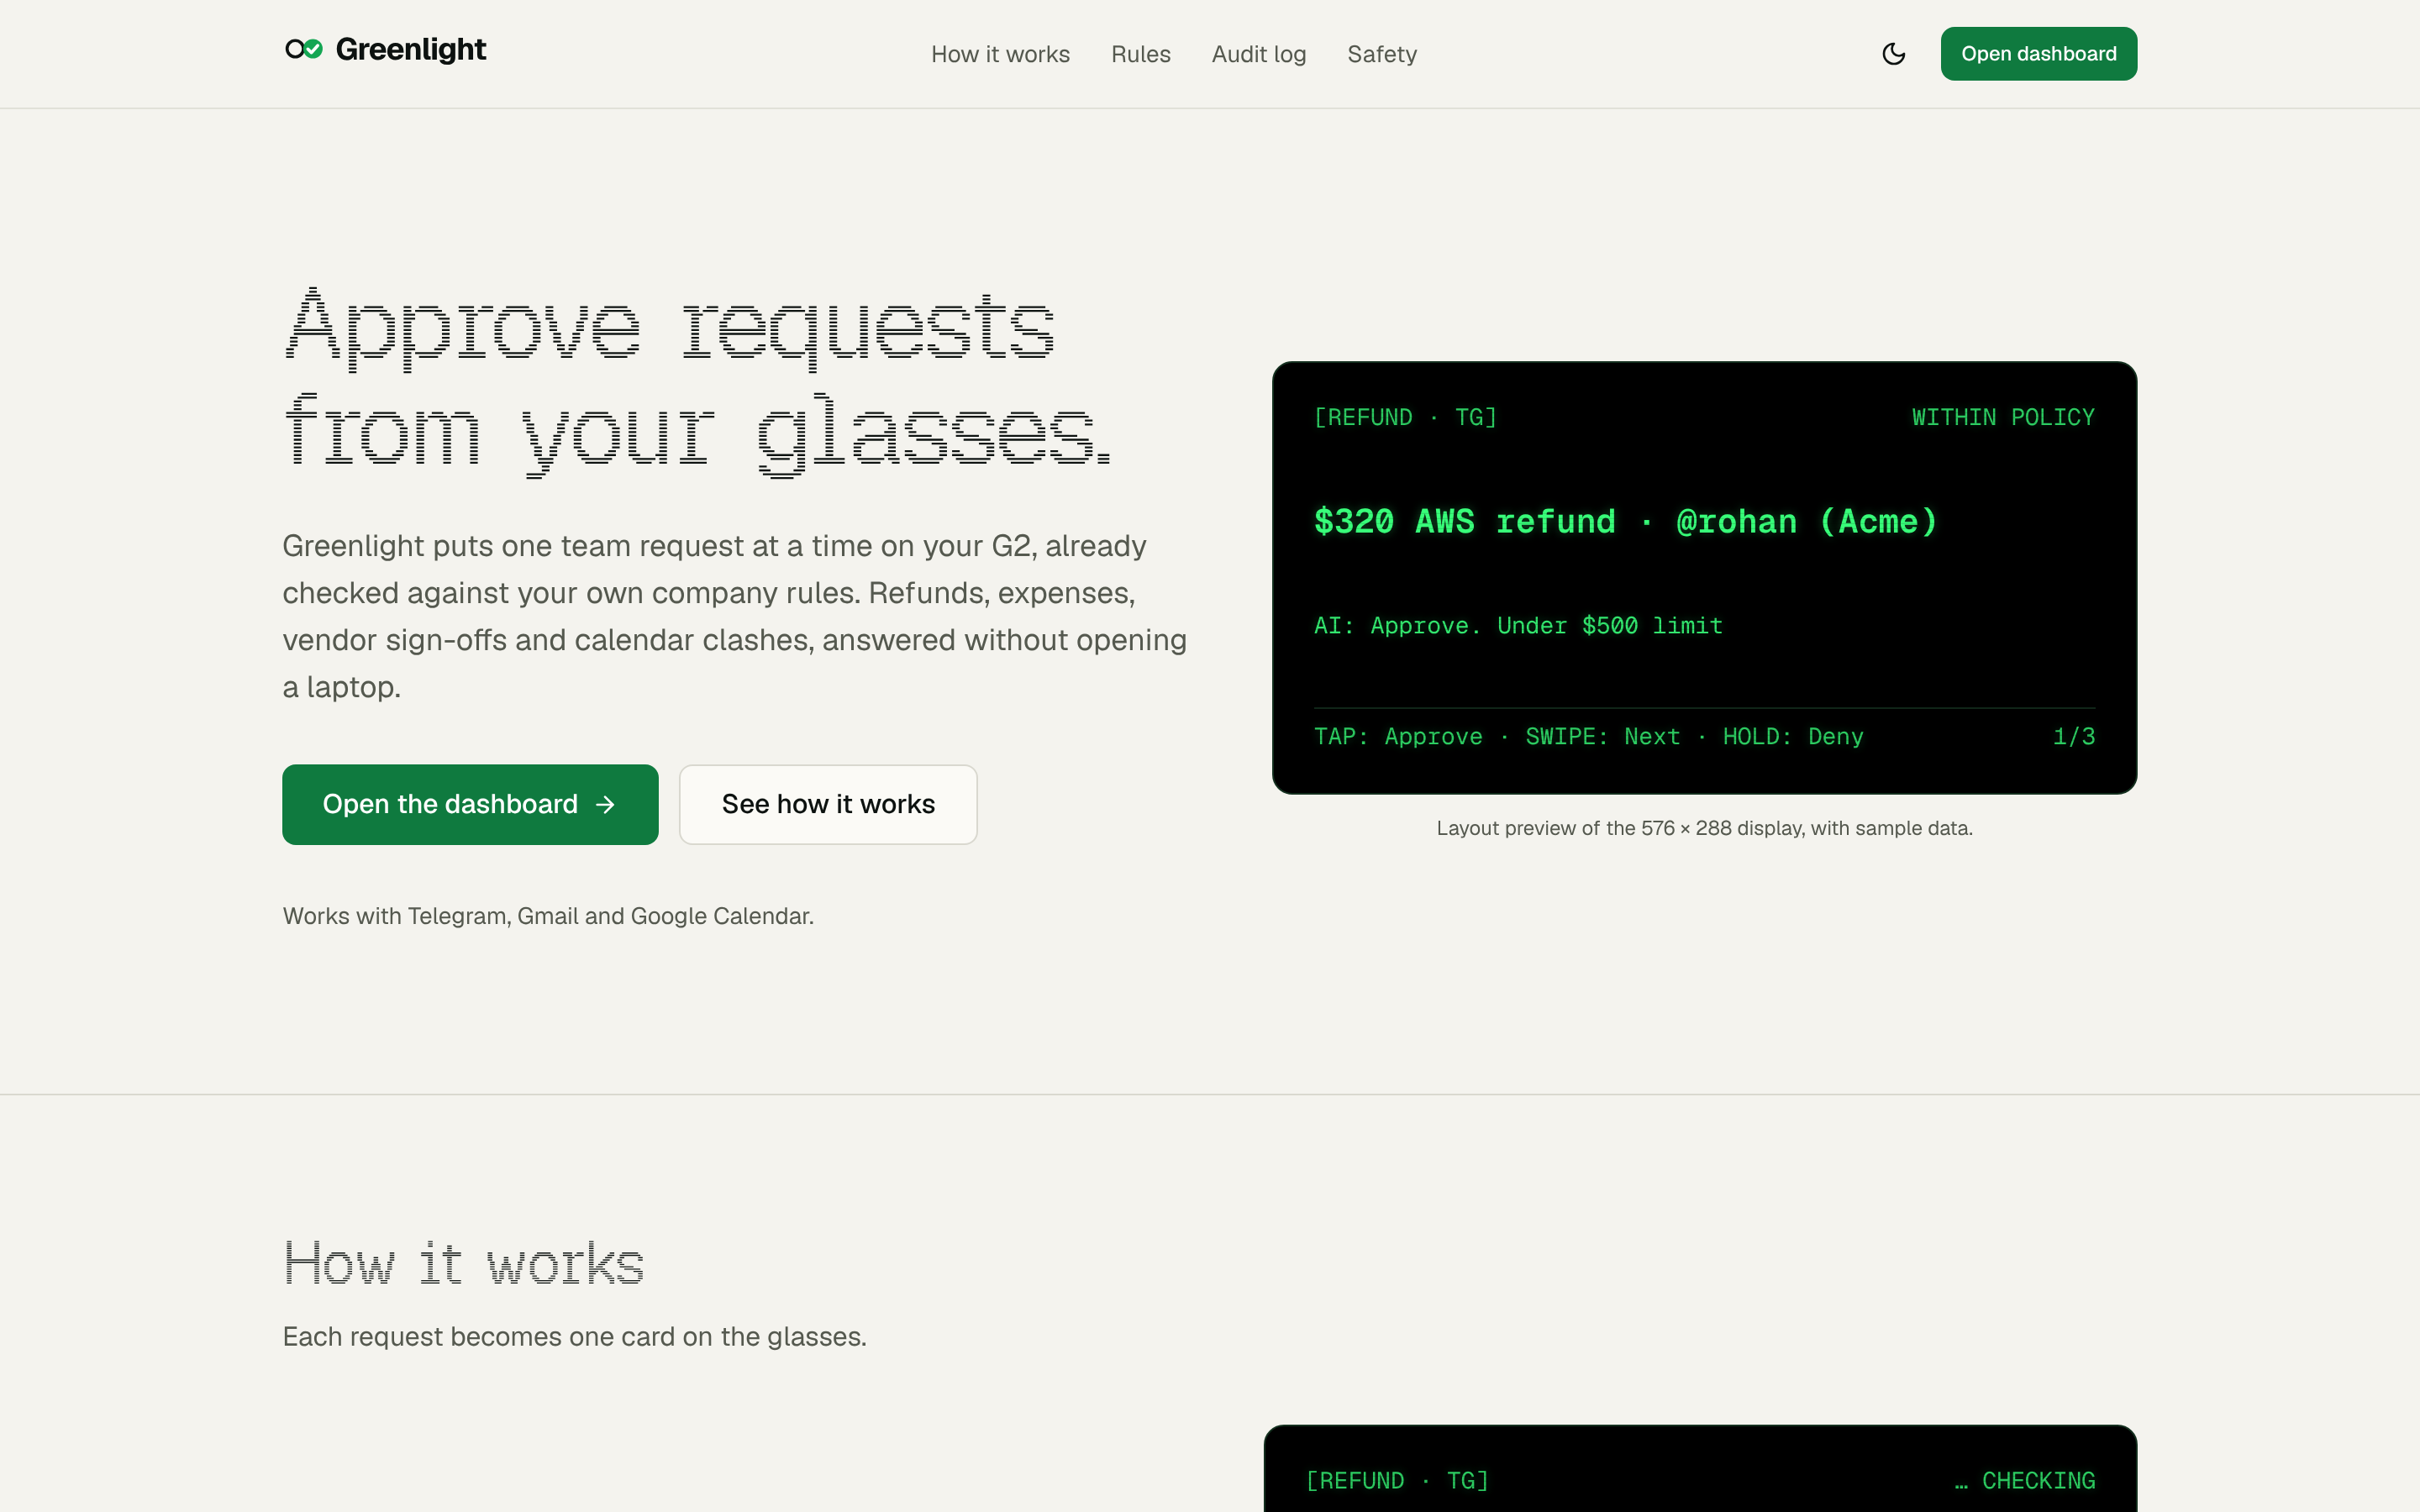 Greenlight
How it works
Rules
Audit log
Safety
Open dashboard
Approve requests
from your glasses.
Greenlight puts one team request at a time on your G2, already
checked against your own company rules. Refunds, expenses,
vendor sign-offs and calendar clashes, answered without opening
a laptop.
Open the dashboard →
See how it works
Works with Telegram, Gmail and Google Calendar.
[REFUND · TG]
WITHIN POLICY
$320 AWS refund · @rohan (Acme)
AI: Approve. Under $500 limit
TAP: Approve · SWIPE: Next · HOLD: Deny
1/3
Layout preview of the 576 × 288 display, with sample data.
How it works
Each request becomes one card on the glasses.
[REFUND · TG]
… CHECKING